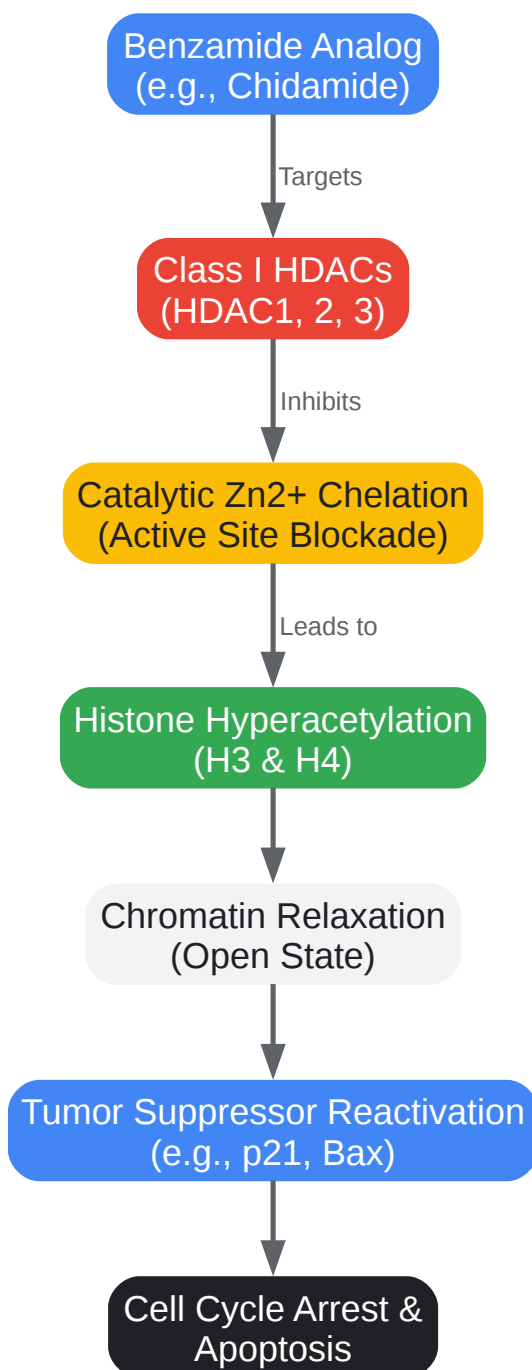 Benzamide Analog
(e.g., Chidamide)
Targets
Class I HDACs
(HDAC1, 2, 3)
Inhibits
Catalytic Zn2+ Chelation
(Active Site Blockade)
Leads to
Histone Hyperacetylation
(H3 & H4)
Chromatin Relaxation
(Open State)
Tumor Suppressor Reactivation
(e.g., p21, Bax)
Cell Cycle Arrest &
Apoptosis